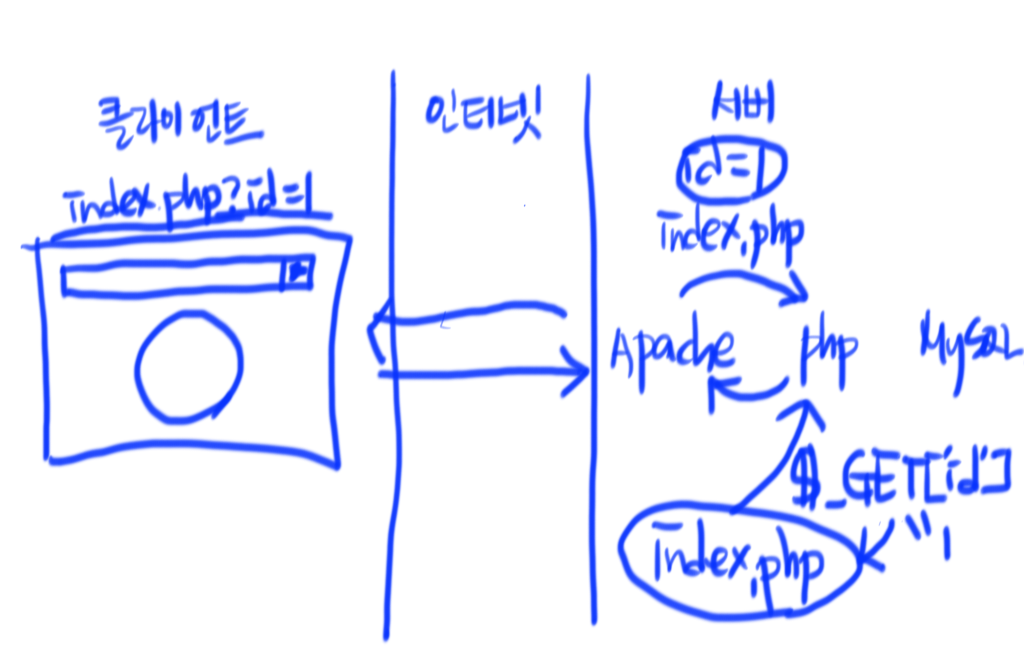 클라이언트
index.php?id=1
인터넷
서버
id=1
index.php
Apache
php
MySQL
$_GET['id']
index.php
" 1